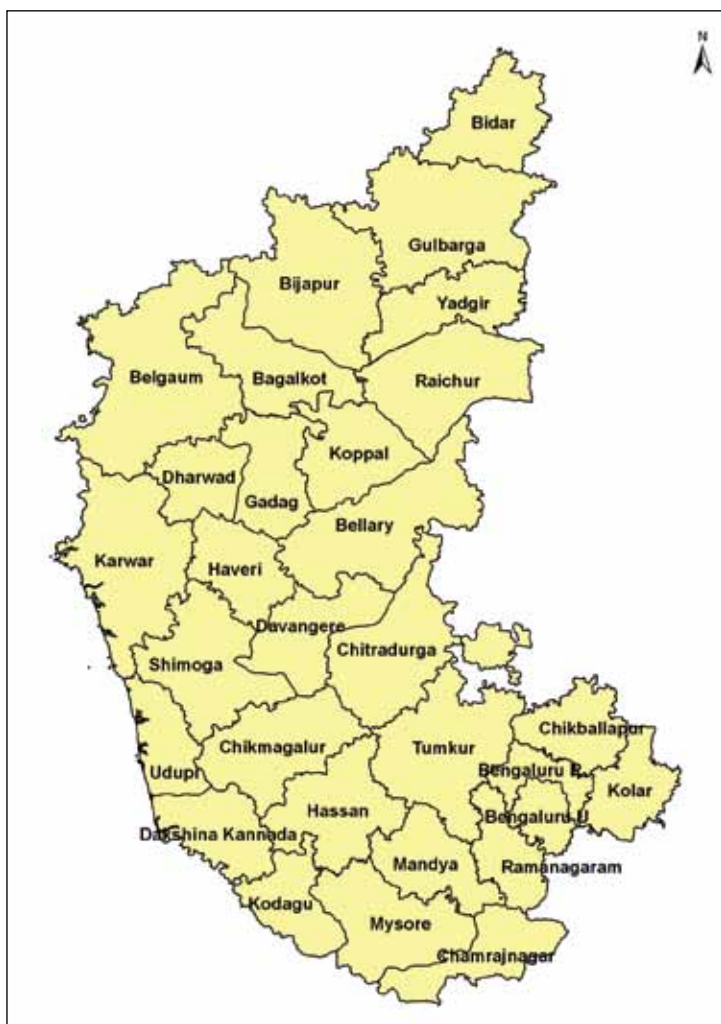 N
Bidar
Gulbarga
Bijapur
Yadgir
Belgaum
Bagalkot
Raichur
Koppal
Dharwad
Gadag
Bellary
Karwar
Haveri
Davangere
Chitradurga
Shimoga
Chikballapur
Chikmagalur
Tumkur
Udupi
Bengaluru R
Kolar
Hassan
Bengaluru U
Dakshina Kannada
Mandya
Ramanagaram
Kodagu
Mysore
Chamrajnagar